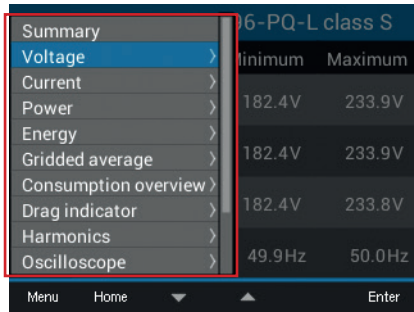 96-PQ-L class S
Summary
Voltage
Current
Power
Energy
Gridded average
Consumption overview
Drag indicator
Harmonics
Oscilloscope
Minimum Maximum
182.4V 233.9V
182.4V 233.9V
182.4V 233.8V
49.9Hz 50.0Hz
Menu Home Enter